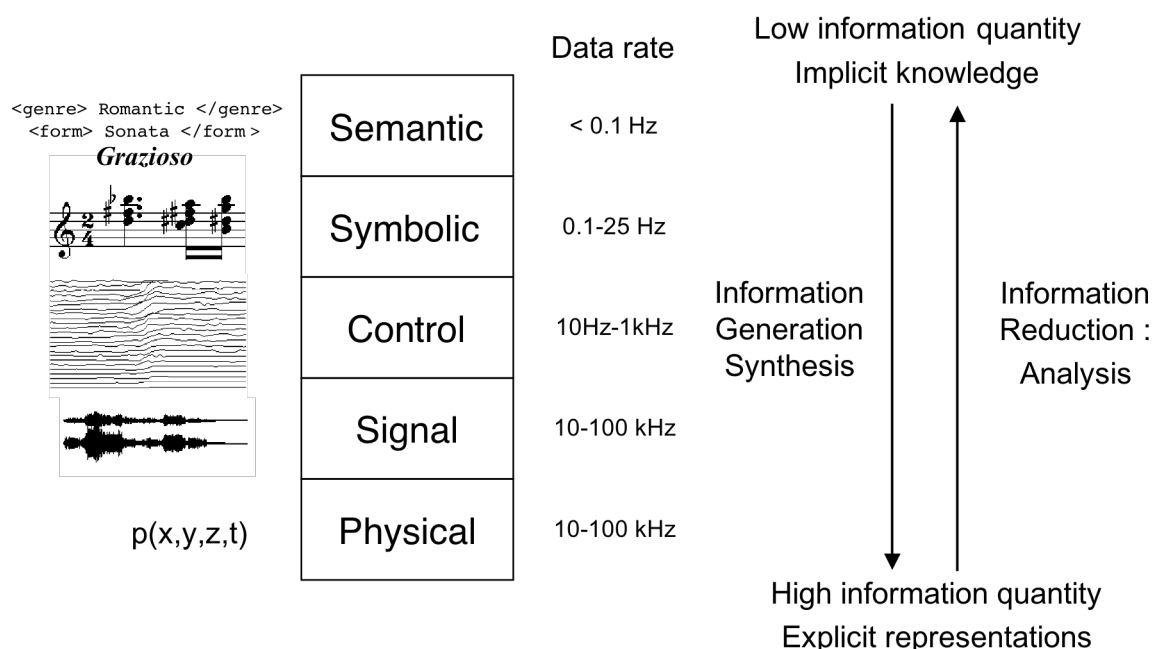 Data rate
Low information quantity
Implicit knowledge
<genre> Romantic </genre>
<form> Sonata </form >
Grazioso
2
4
Semantic
< 0.1 Hz
Symbolic
0.1-25 Hz
Control
10Hz-1kHz
Signal
10-100 kHz
p(x,y,z,t)
Physical
10-100 kHz
Information
Generation
Synthesis
Information
Reduction :
Analysis
High information quantity
Explicit representations